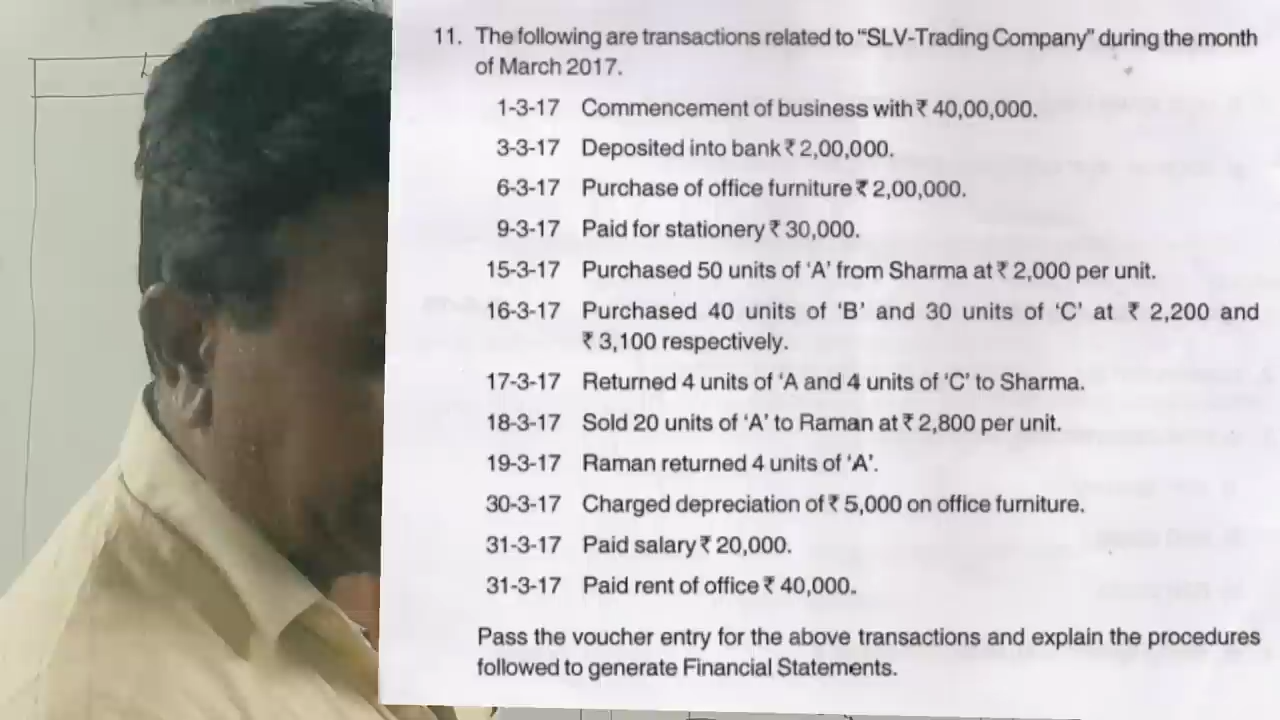 11. The following are transactions related to “SLV-Trading Company” during the month
of March 2017.
1-3-17 Commencement of business with ₹ 40,00,000.
3-3-17 Deposited into bank ₹ 2,00,000.
6-3-17 Purchase of office furniture ₹ 2,00,000.
9-3-17 Paid for stationery ₹ 30,000.
15-3-17 Purchased 50 units of ‘A’ from Sharma at ₹ 2,000 per unit.
16-3-17 Purchased 40 units of ‘B’ and 30 units of ‘C’ at ₹ 2,200 and
₹ 3,100 respectively.
17-3-17 Returned 4 units of ‘A and 4 units of ‘C’ to Sharma.
18-3-17 Sold 20 units of ‘A’ to Raman at ₹ 2,800 per unit.
19-3-17 Raman returned 4 units of ‘A’.
30-3-17 Charged depreciation of ₹ 5,000 on office furniture.
31-3-17 Paid salary ₹ 20,000.
31-3-17 Paid rent of office ₹ 40,000.
Pass the voucher entry for the above transactions and explain the procedures
followed to generate Financial Statements.